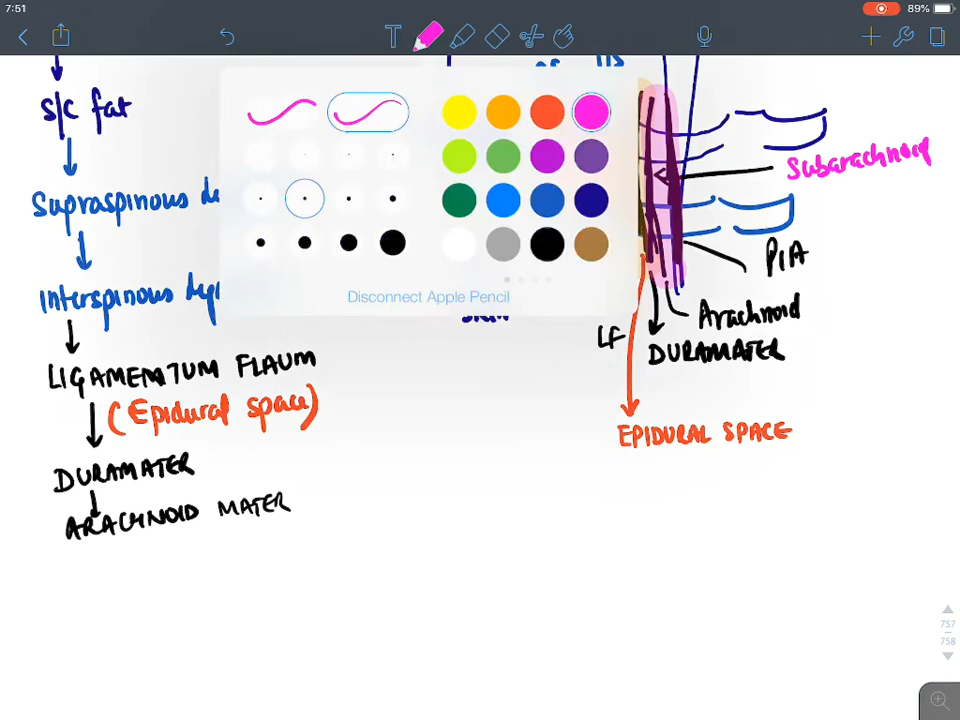 7:51
89%
T
S/C fat
Supraspinous
Interspinous
LIGAMENTUM FLAUM
(Epidural space)
DURAMATER
ARACHNOID MATER
Disconnect Apple Pencil
Subarachnoid
PIA
Arachnoid
LF
DURAMATER
EPIDURAL SPACE
757
758